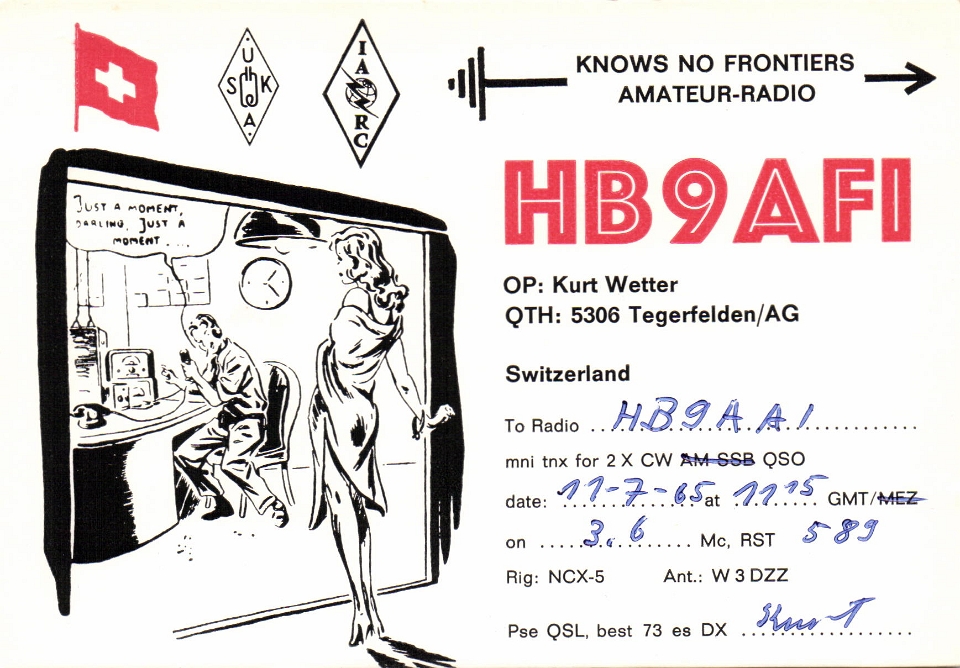 USKA
IARC
KNOWS NO FRONTIERS
AMATEUR-RADIO
HB9AFI
JUST A MOMENT,
DARLING, JUST A
MOMENT ....
OP: Kurt Wetter
QTH: 5306 Tegerfelden/AG
Switzerland
To Radio HB9AAI
mni tnx for 2 X CW AM SSB QSO
date: 11-7-65 at 1115 GMT/MEZ
on 3.6 Mc, RST 589
Rig: NCX-5 Ant.: W 3 DZZ
Pse QSL, best 73 es DX Kurt